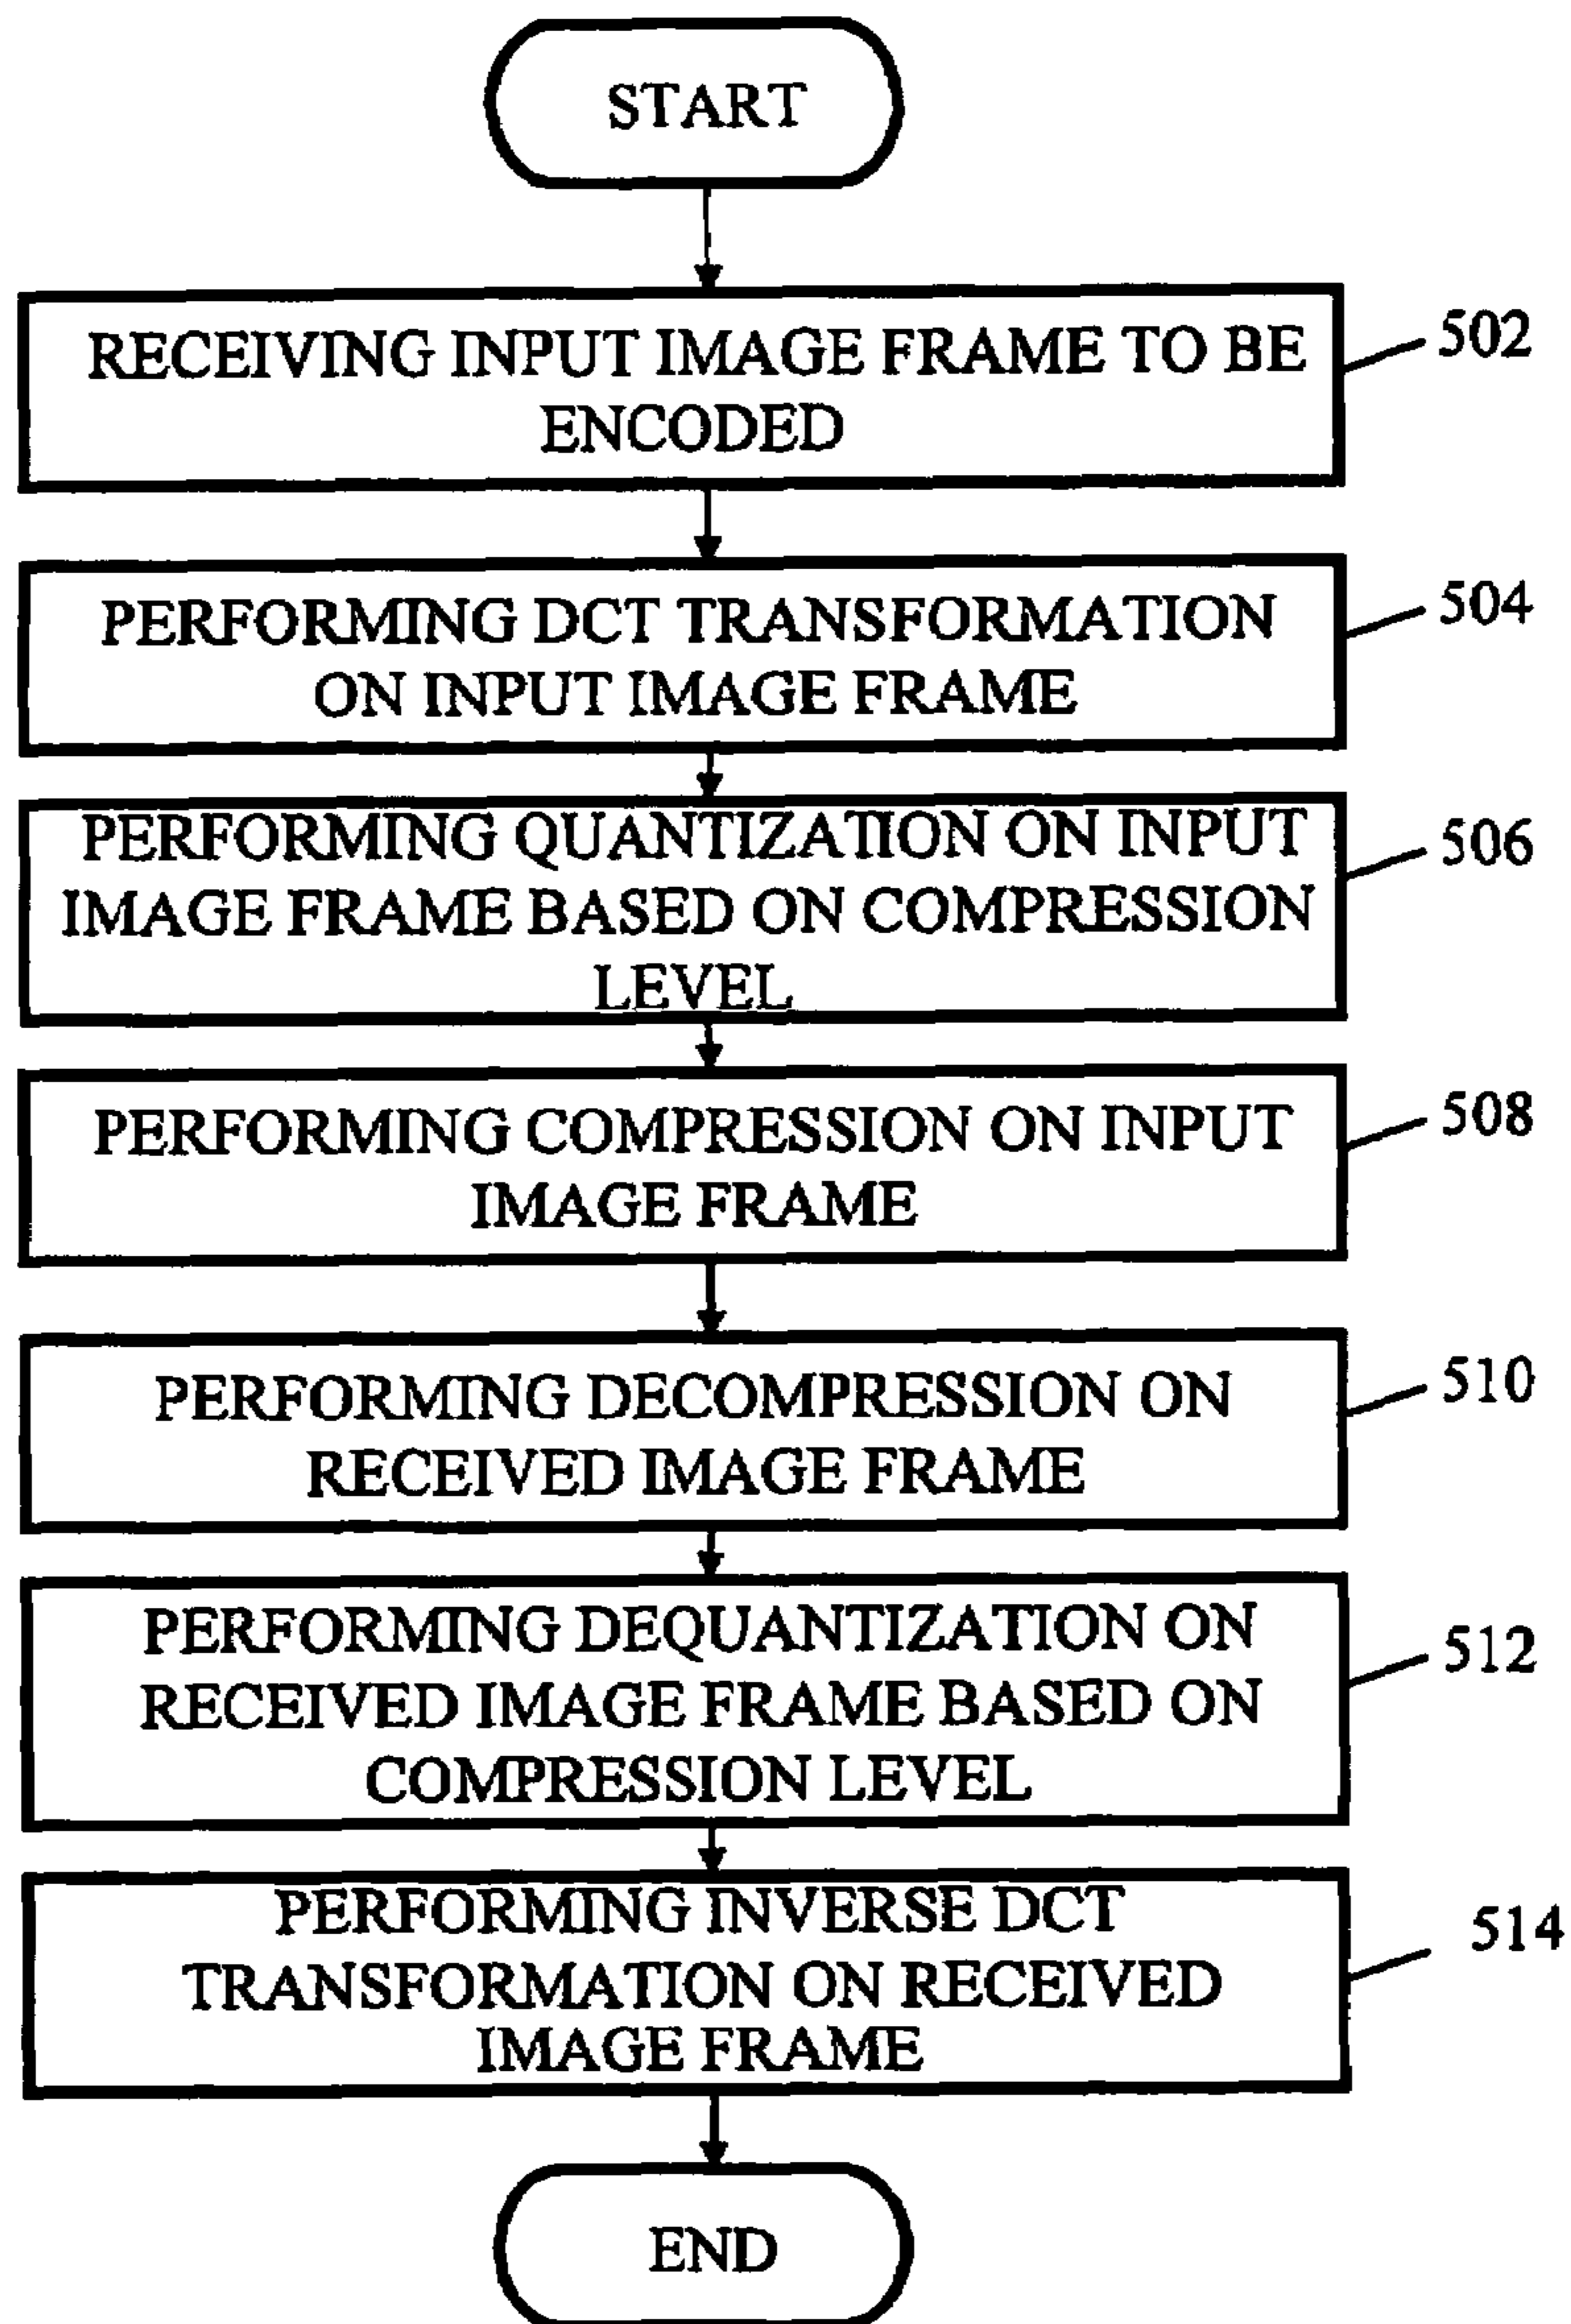 START
RECEIVING INPUT IMAGE FRAME TO BE
ENCODED
502
PERFORMING DCT TRANSFORMATION
ON INPUT IMAGE FRAME
504
PERFORMING QUANTIZATION ON INPUT
IMAGE FRAME BASED ON COMPRESSION
LEVEL
506
PERFORMING COMPRESSION ON INPUT
IMAGE FRAME
508
PERFORMING DECOMPRESSION ON
RECEIVED IMAGE FRAME
510
PERFORMING DEQUANTIZATION ON
RECEIVED IMAGE FRAME BASED ON
COMPRESSION LEVEL
512
PERFORMING INVERSE DCT
TRANSFORMATION ON RECEIVED
IMAGE FRAME
514
END